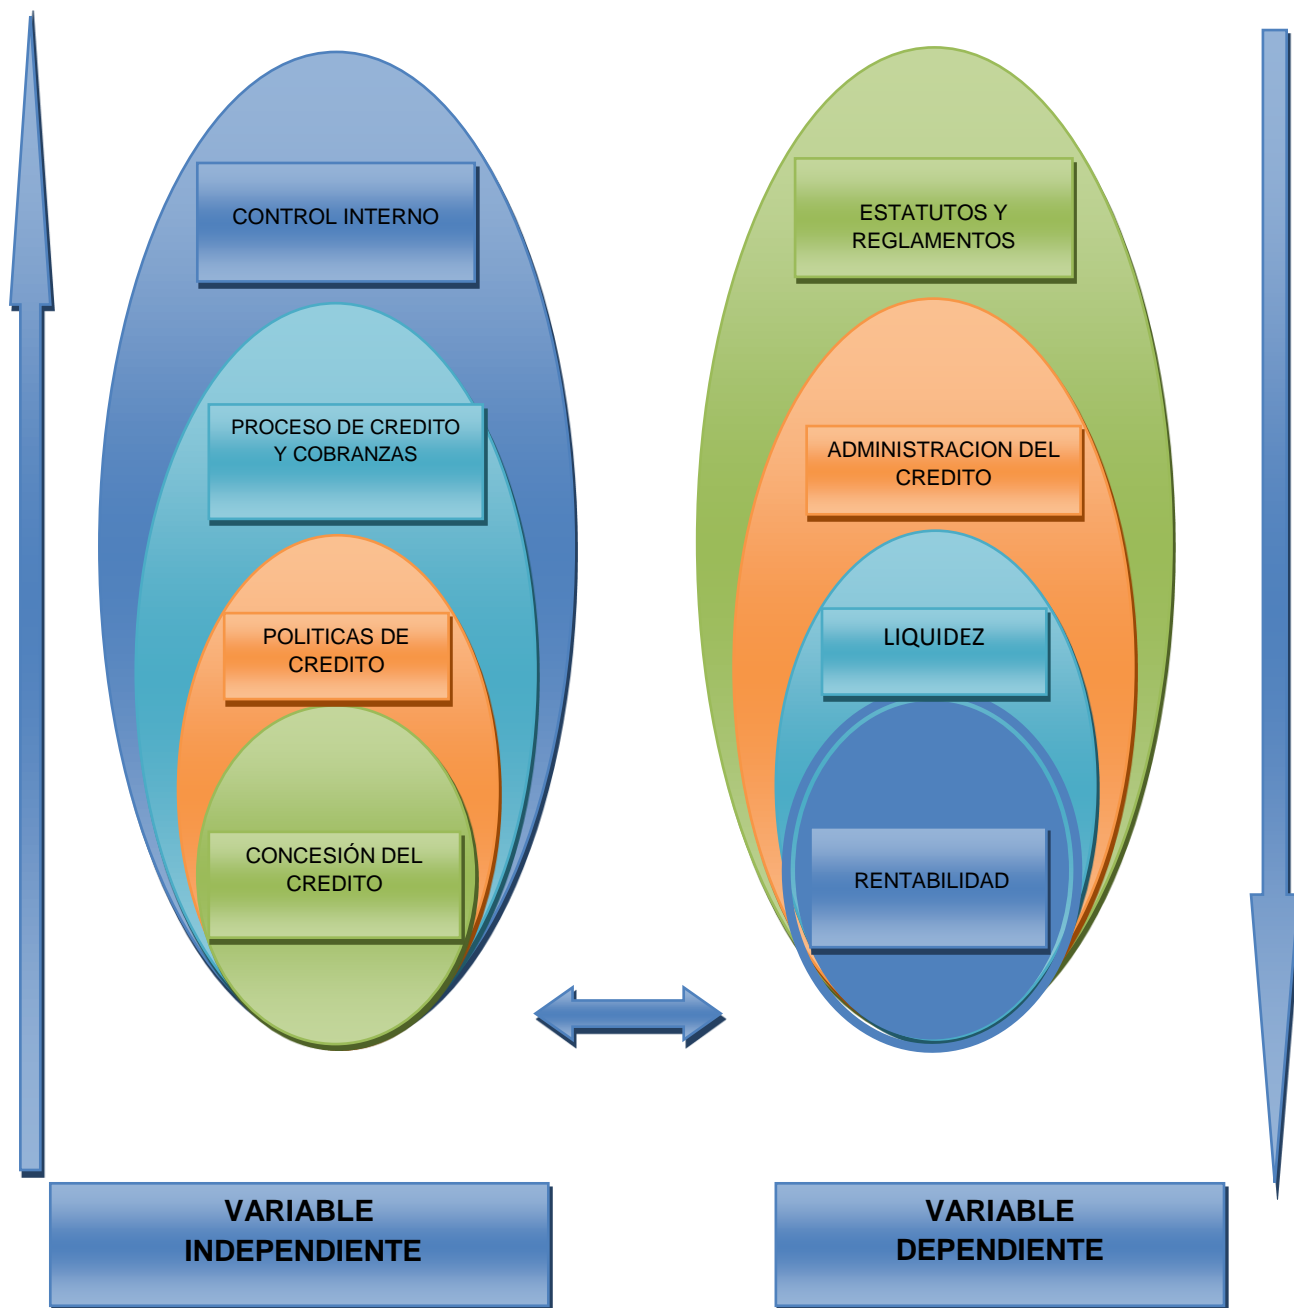 CONTROL INTERNO
PROCESO DE CREDITO
Y COBRANZAS
POLITICAS DE
CREDITO
CONCESIÓN DEL
CREDITO
VARIABLE
INDEPENDIENTE
ESTATUTOS Y
REGLAMENTOS
ADMINISTRACION DEL
CREDITO
LIQUIDEZ
RENTABILIDAD
VARIABLE
DEPENDIENTE